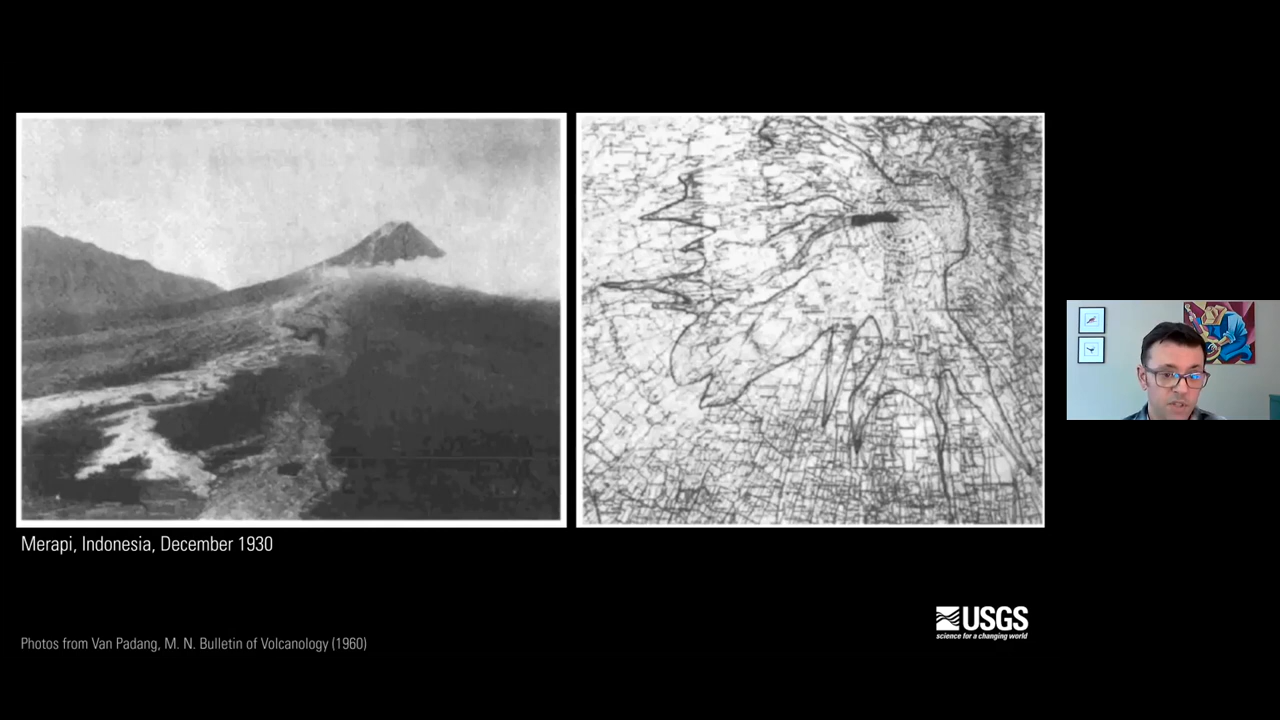 Merapi, Indonesia, December 1930
USGS
science for a changing world
Photos from Van Padang, M. N. Bulletin of Volcanology (1960)